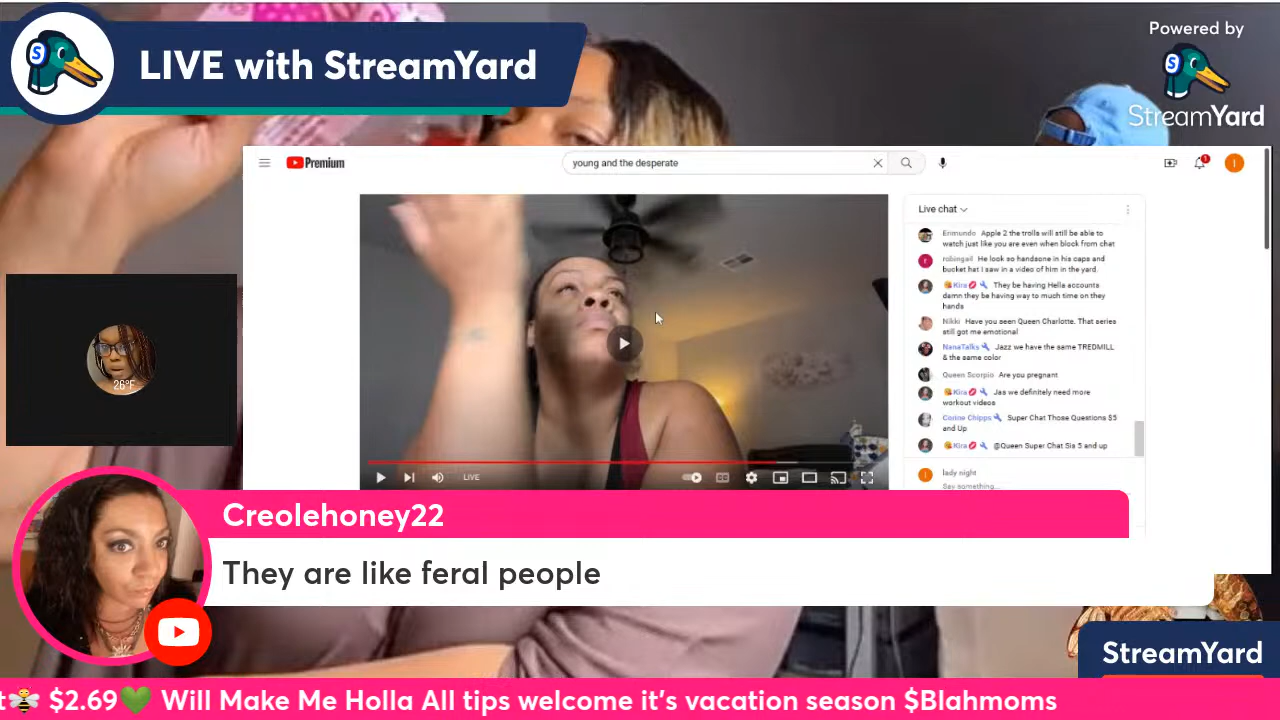 LIVE with StreamYard
Powered by
StreamYard
Premium
young and the desperate
1
I
Live chat
Erimundo Apple 2 the trolls will still be able to
watch just like you are even when block from chat
robingail He look so handsone in his caps and
bucket hat I saw in a video of him in the yard.
Kira They be having Hella accounts
damn they be having way to much time on they
hands
Nikki Have you seen Queen Charlotte. That series
still got me emotional
NanaTalks Jazz we have the same TREDMILL
& the same color
Queen Scorpio Are you pregnant
Kira Jas we definitely need more
workout videos
Corine Chipps Super Chat Those Questions $5
and Up
Kira @Queen Super Chat Sis 5 and up
lady night
Say something...
LIVE
26°F
Creolehoney22
They are like feral people
StreamYard
t🐝 $2.69💚 Will Make Me Holla All tips welcome it's vacation season $Blahmoms